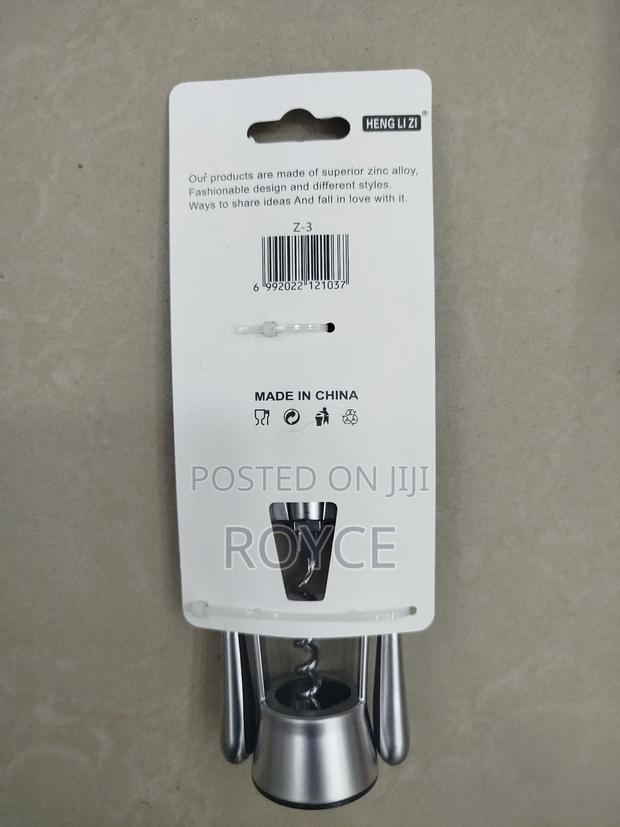 HENG LI ZI®
Our products are made of superior zinc alloy,
Fashionable design and different styles.
Ways to share ideas And fall in love with it.
Z-3
6 992022 121037
MADE IN CHINA
POSTED ON JIJI
ROYCE